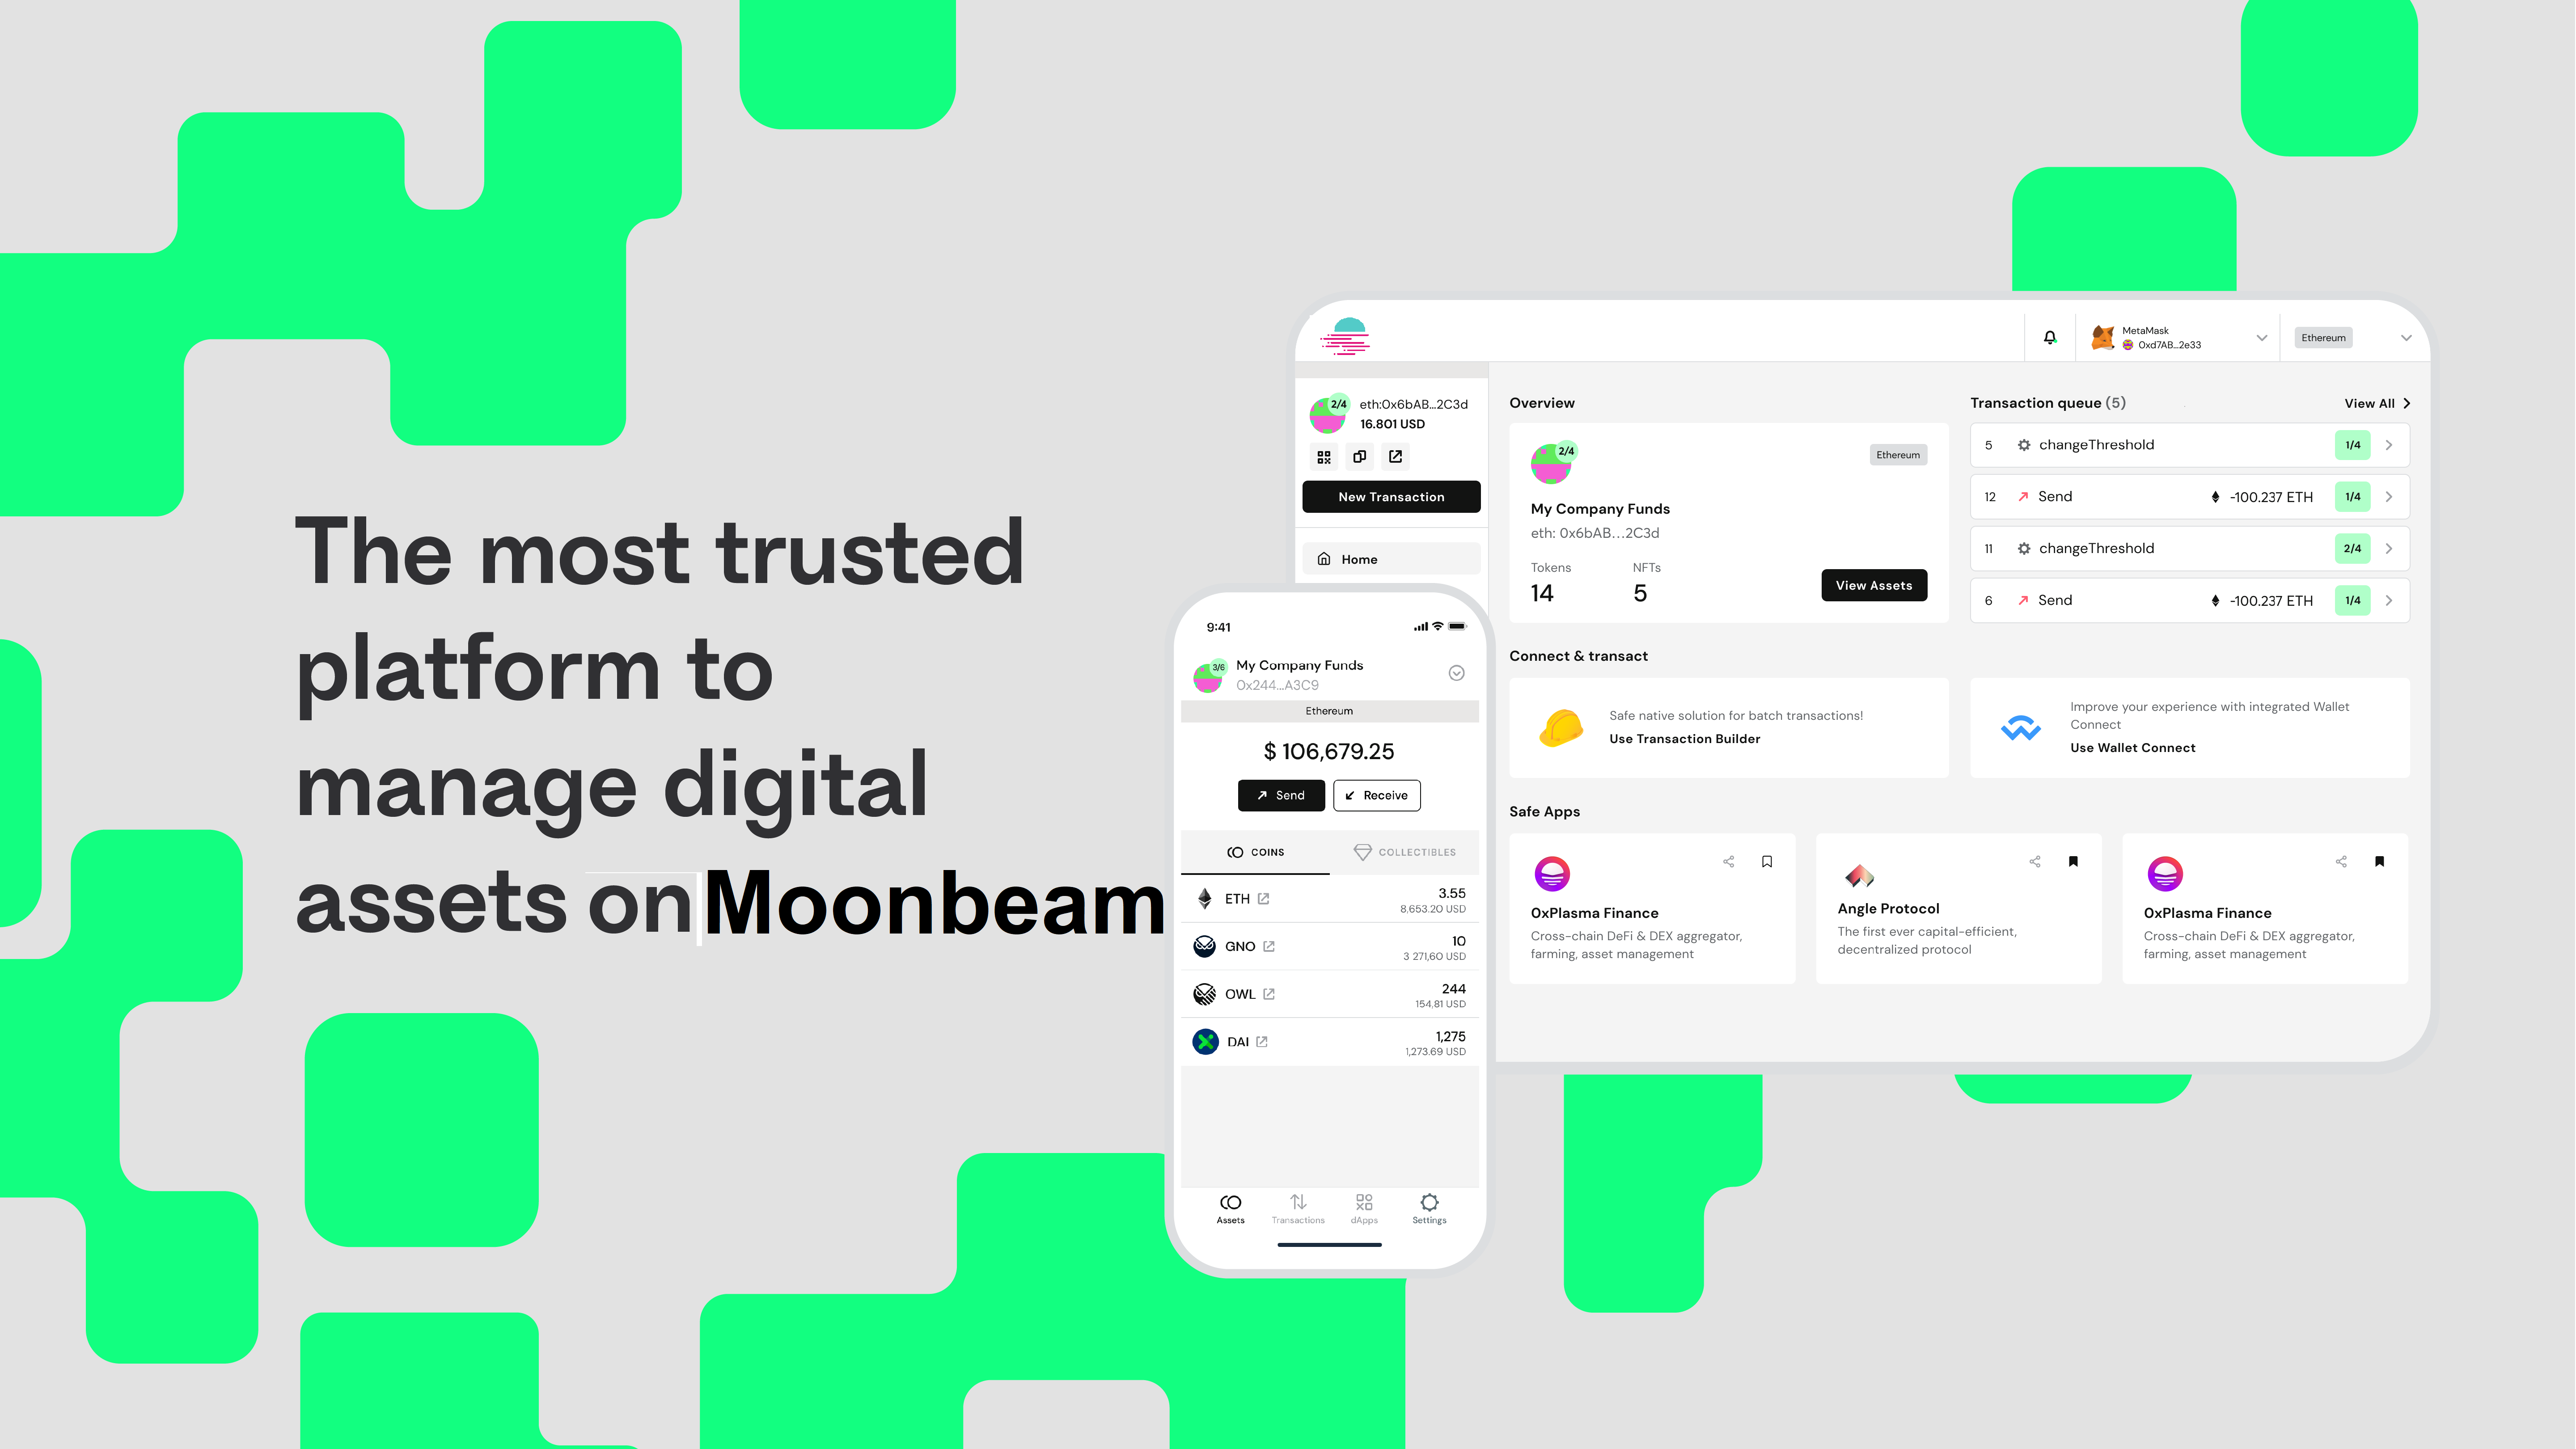 The most trusted
platform to
manage digital
assets on Moonbeam
MetaMask
0xd7AB...2e33
Ethereum
2/4
eth:0x6bAB...2C3d
16.801 USD
New Transaction
Home
Overview
2/4
Ethereum
My Company Funds
eth: 0x6bAB...2C3d
Tokens
NFTs
14
5
View Assets
Transaction queue (5)
View All
5 changeThreshold 1/4
12 Send -100.237 ETH 1/4
11 changeThreshold 2/4
6 Send -100.237 ETH 1/4
Connect & transact
Safe native solution for batch transactions!
Use Transaction Builder
Improve your experience with integrated Wallet
Connect
Use Wallet Connect
Safe Apps
0xPlasma Finance
Cross-chain DeFi & DEX aggregator,
farming, asset management
Angle Protocol
The first ever capital-efficient,
decentralized protocol
0xPlasma Finance
Cross-chain DeFi & DEX aggregator,
farming, asset management
9:41
3/6
My Company Funds
0x244...A3C9
Ethereum
$ 106,679.25
Send
Receive
COINS
COLLECTIBLES
ETH 3.55
8.653.20 USD
GNO 10
3 271,60 USD
OWL 244
154.81 USD
DAI 1,275
1,273.69 USD
Assets
Transactions
dApps
Settings